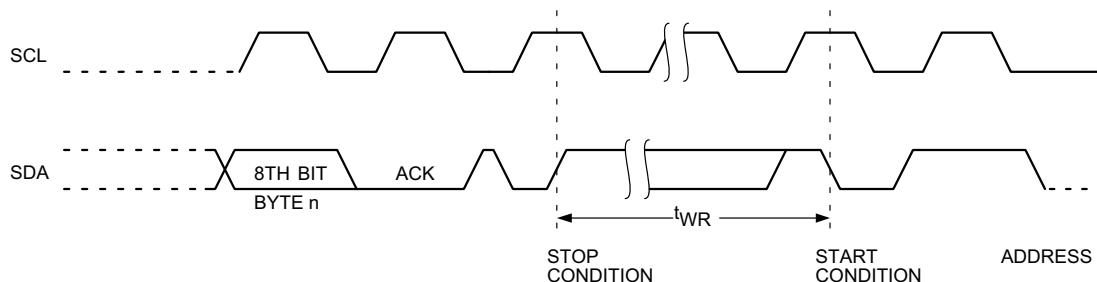 SCL
SDA
8TH BIT
ACK
BYTE n
tWR
STOP
CONDITION
START
CONDITION
ADDRESS